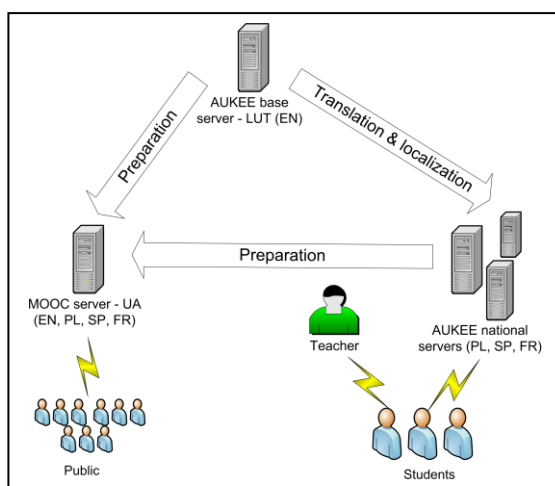 AUKEE base
server - LUT (EN)
Preparation
Translation & localization
Preparation
MOOC server - UA
(EN, PL, SP, FR)
AUKEE national
servers (PL, SP, FR)
Teacher
Public
Students